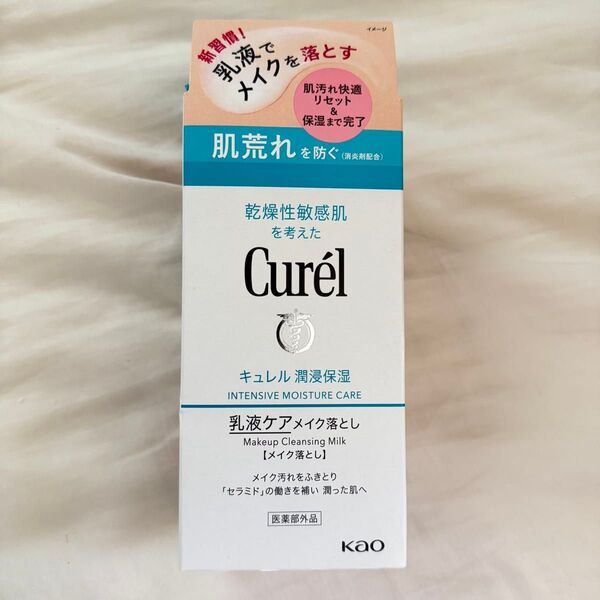 イメージ
新習慣!
乳液で
メイクを落とす
肌汚れ快適
リセット
&
保湿まで完了
肌荒れを防ぐ(消炎剤配合)
乾燥性敏感肌
を考えた
Curél
キュレル 潤浸保湿
INTENSIVE MOISTURE CARE
乳液ケアメイク落とし
Makeup Cleansing Milk
【メイク落とし】
メイク汚れをふきとり
「セラミド」の働きを補い 潤った肌へ
医薬部外品
Kao